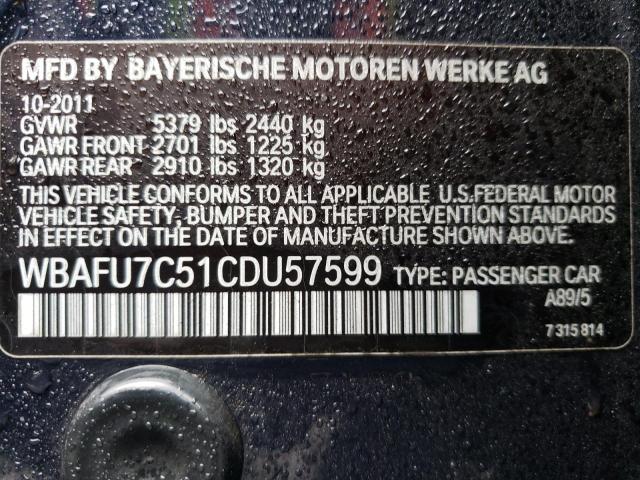 MFD BY BAYERISCHE MOTOREN WERKE AG
10-2011
GVWR 5379 lbs 2440 kg
GAWR FRONT 2701 lbs 1225 kg
GAWR REAR 2910 lbs 1320 kg
THIS VEHICLE CONFORMS TO ALL APPLICABLE U.S.FEDERAL MOTOR
VEHICLE SAFETY, BUMPER AND THEFT PREVENTION STANDARDS
IN EFFECT ON THE DATE OF MANUFACTURE SHOWN ABOVE.
WBAFU7C51CDU57599 TYPE: PASSENGER CAR
A89/5
7 315 814